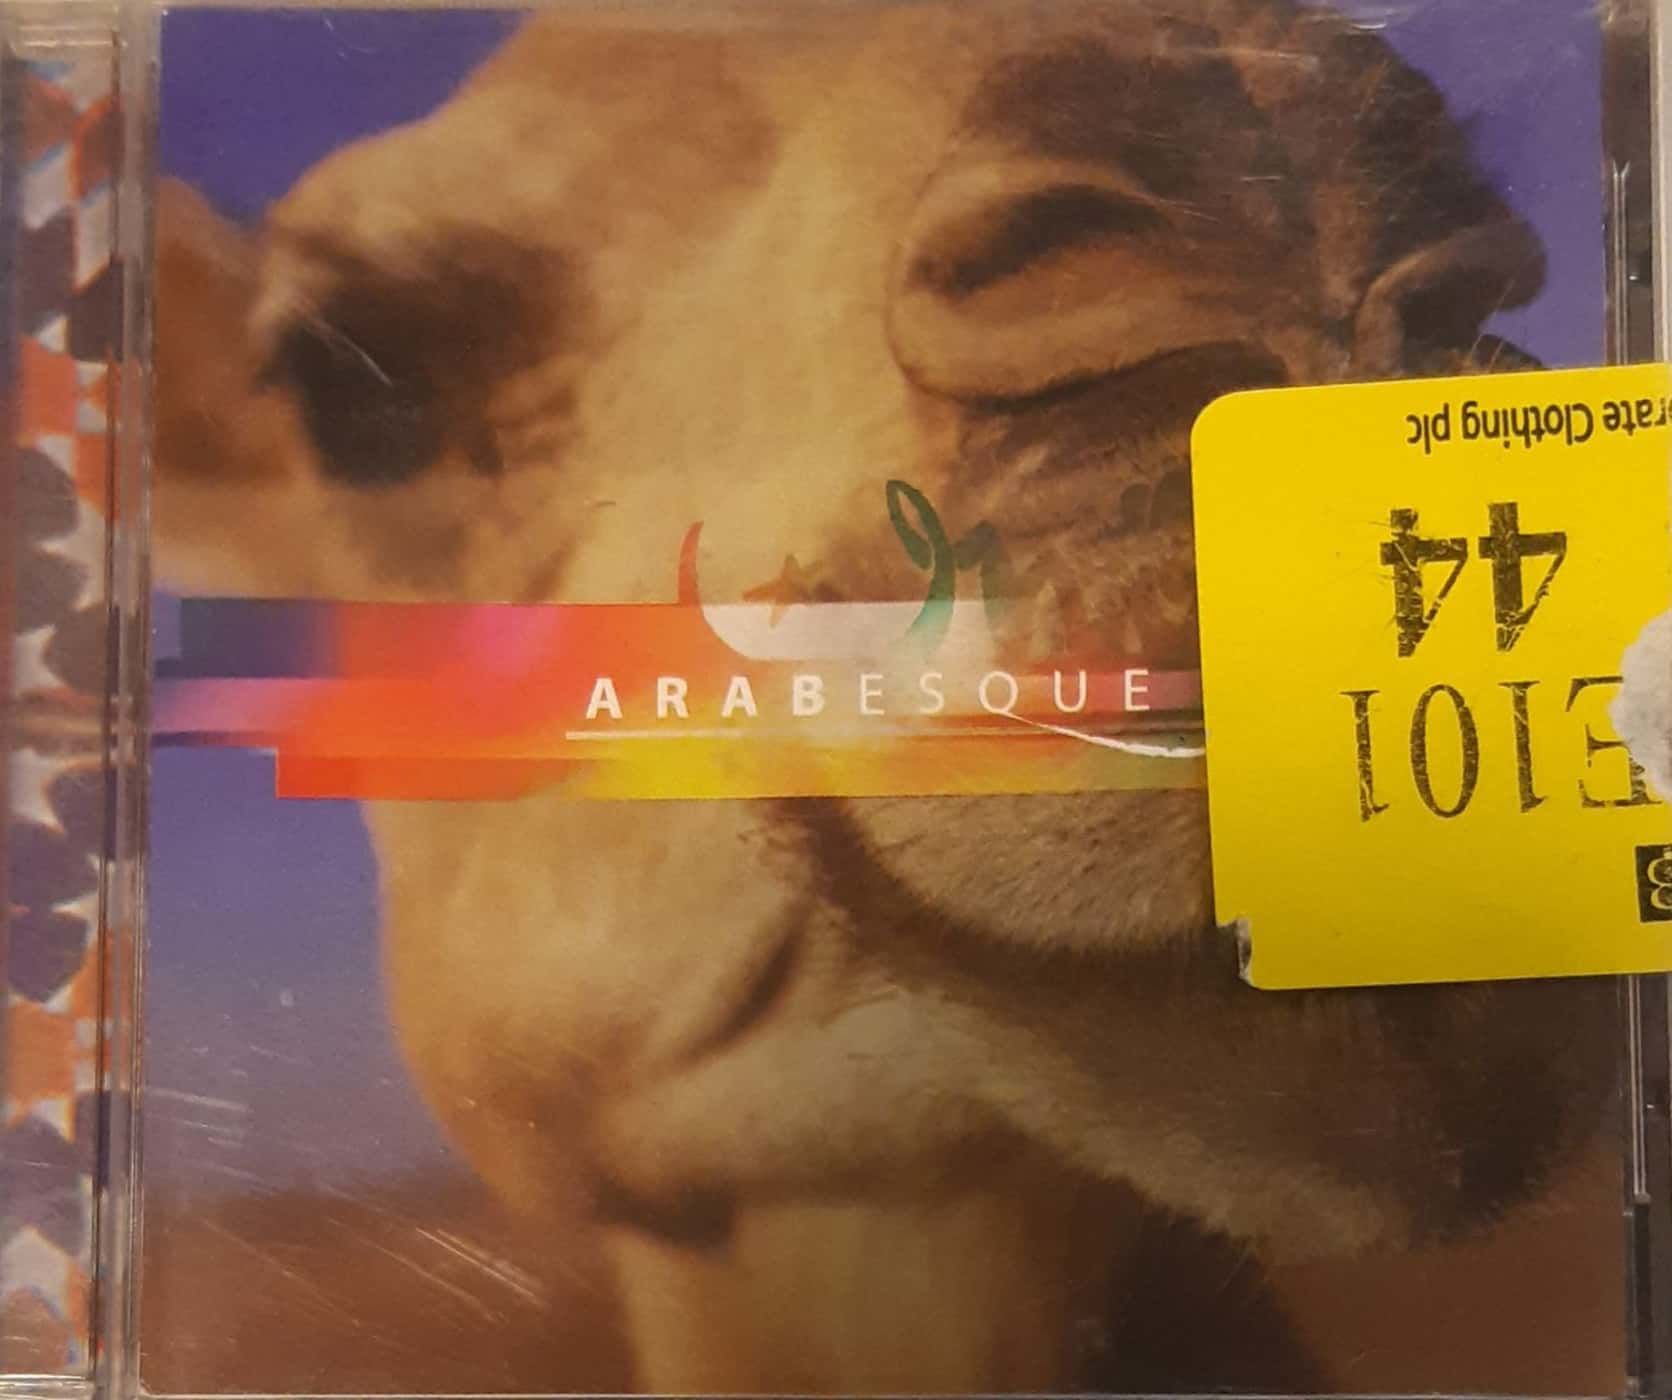 ARABESQUE
rate Clothing plc
44
E101